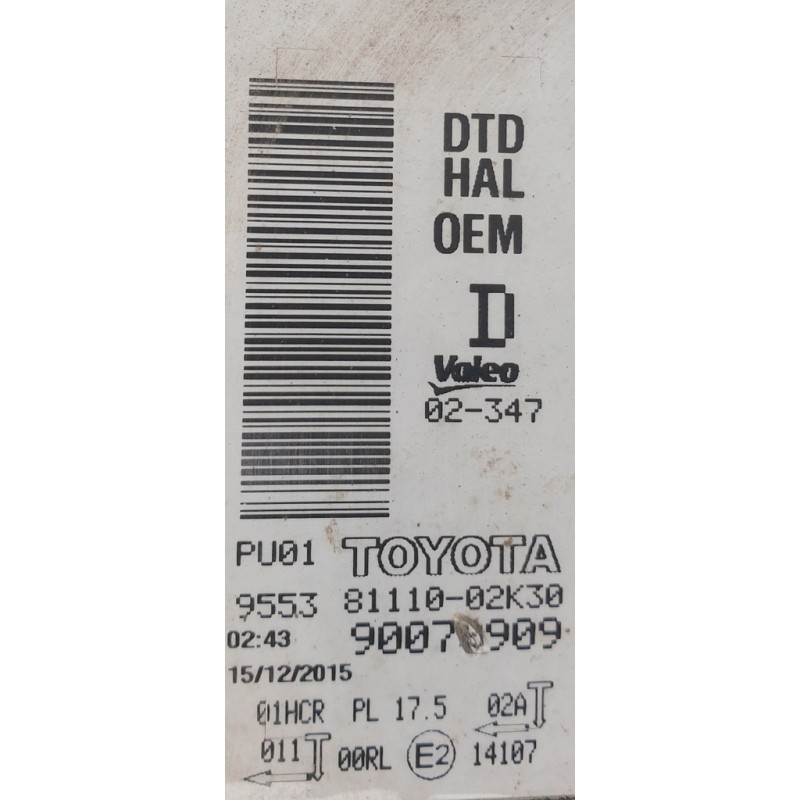 DTD
HAL
OEM
D
Valeo
02-347
PU01 TOYOTA
9553 81110-02K30
02:43
15/12/2015
01HCR PL 17.5 02A
011 00RL E2 14107